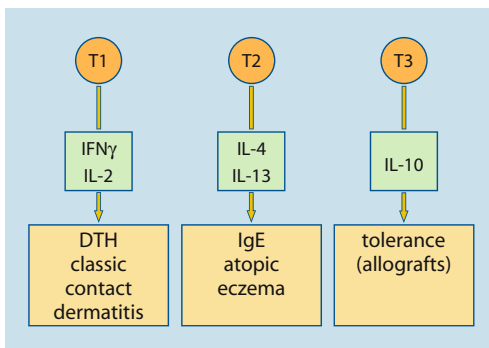 T1
T2
T3
IFNγ
IL-2
IL-4
IL-13
IL-10
DTH
classic
contact
dermatitis
IgE
atopic
eczema
tolerance
(allografts)